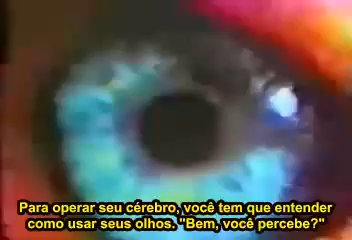 Para operar seu cérebro, você tem que entender
como usar seus olhos. "Bem, você percebe?"